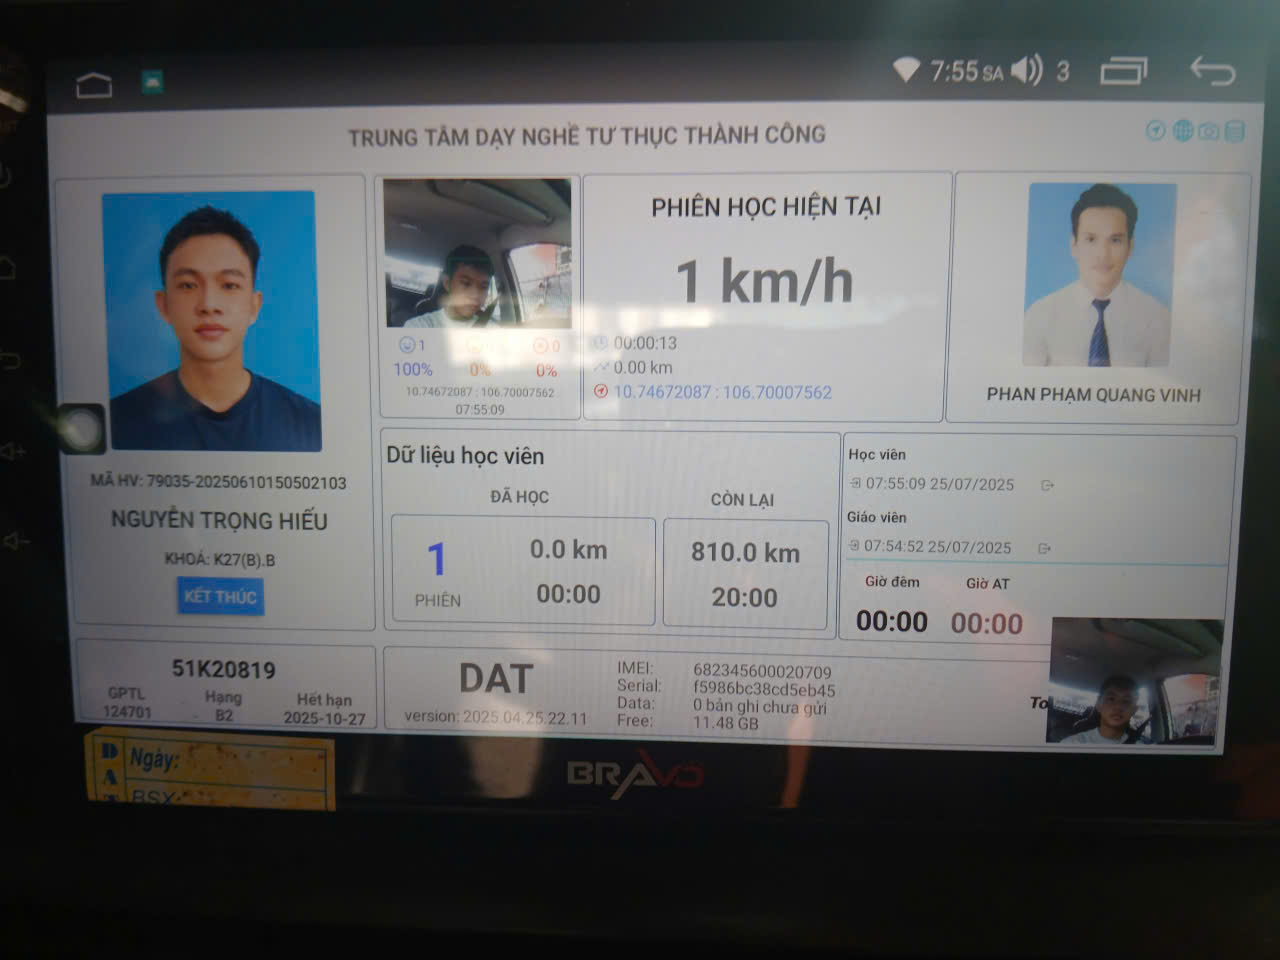 7:55 SA 3
TRUNG TÂM DẠY NGHỀ TƯ THỤC THÀNH CÔNG
MÃ HV: 79035-20250610150502103
NGUYỄN TRỌNG HIẾU
KHOÁ: K27(B).B
KẾT THÚC
1 0
100% 0% 0%
10.74672087 : 106.70007562
07:55:09
PHIÊN HỌC HIỆN TẠI
1 km/h
00:00:13
0.00 km
10.74672087 : 106.70007562
PHAN PHẠM QUANG VINH
Dữ liệu học viên
ĐÃ HỌC
1
PHIÊN
0.0 km
00:00
CÒN LẠI
810.0 km
20:00
Học viên
07:55:09 25/07/2025
Giáo viên
07:54:52 25/07/2025
Giờ đêm Giờ AT
00:00 00:00
51K20819
GPTL Hạng Hết hạn
124701 B2 2025-10-27
DAT
version: 2025.04.25.22.11
IMEI: 682345600020709
Serial: f5986bc38cd5eb45
Data: 0 bản ghi chưa gửi
Free: 11.48 GB
To
DAT
Ngày:
BSX:
BRAVO